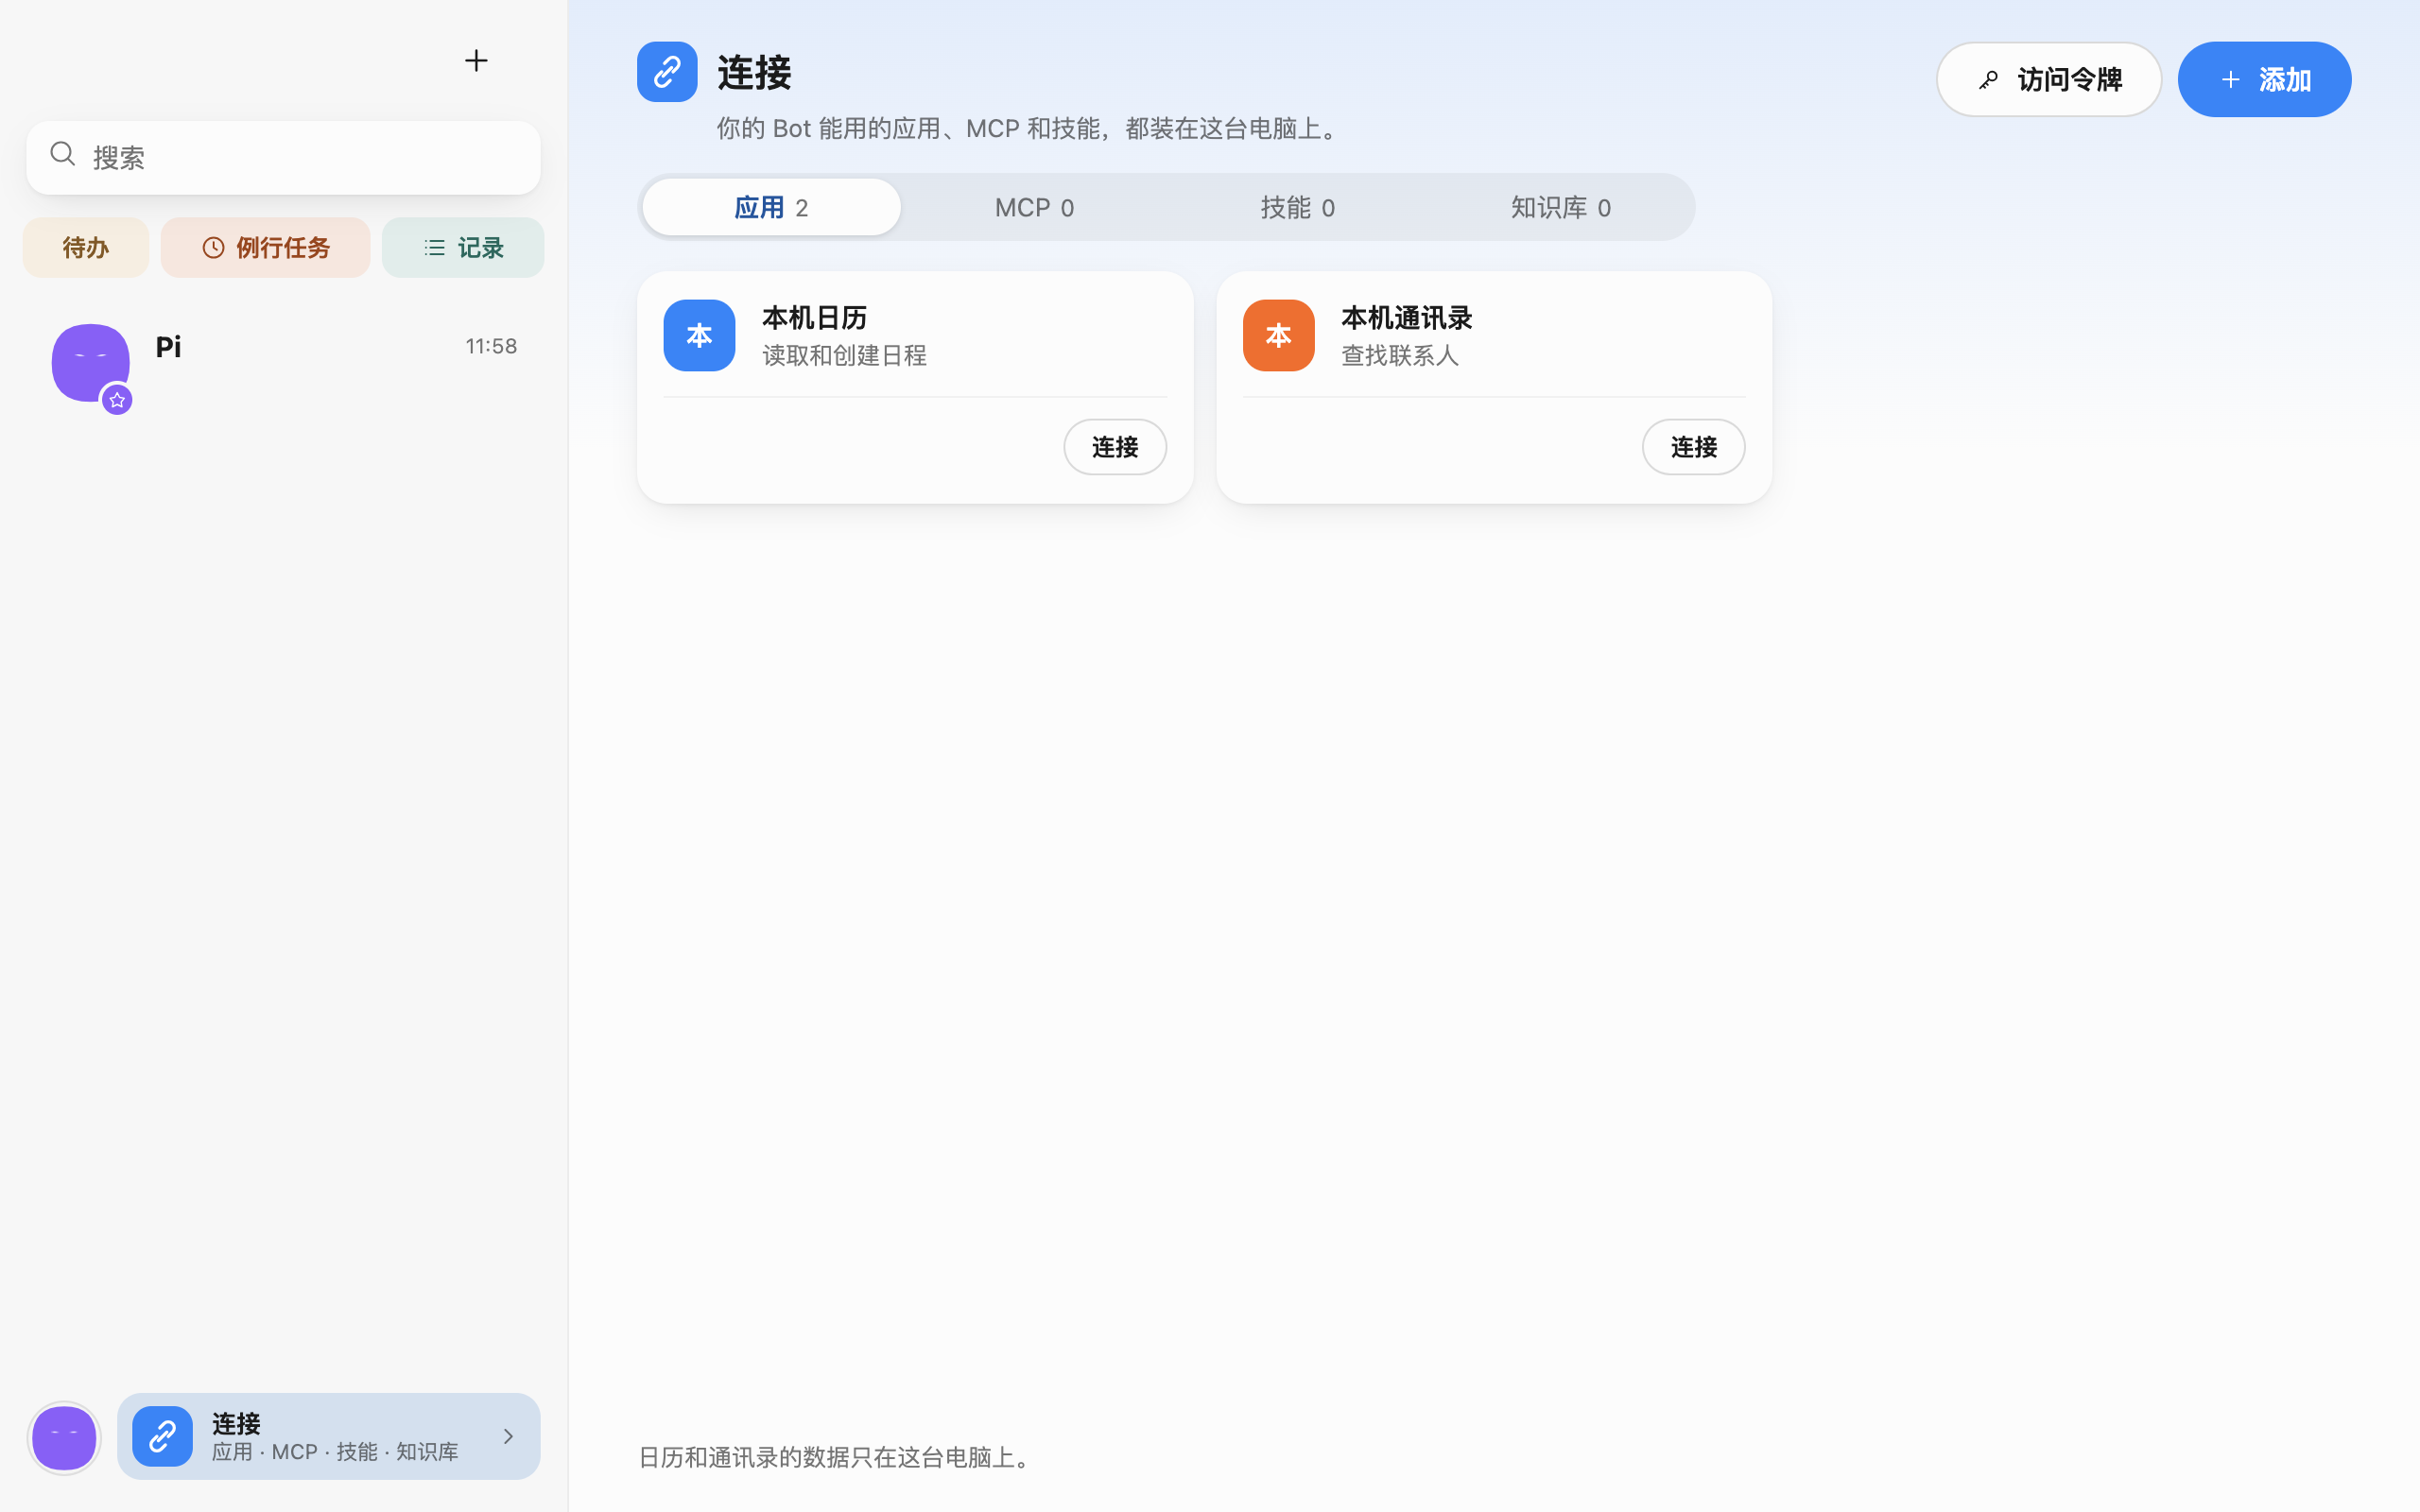 搜索
待办
例行任务
记录
Pi
11:58
连接
应用 · MCP · 技能 · 知识库
连接
你的 Bot 能用的应用、MCP 和技能，都装在这台电脑上。
访问令牌
添加
应用 2
MCP 0
技能 0
知识库 0
本
本机日历
读取和创建日程
连接
本
本机通讯录
查找联系人
连接
日历和通讯录的数据只在这台电脑上。